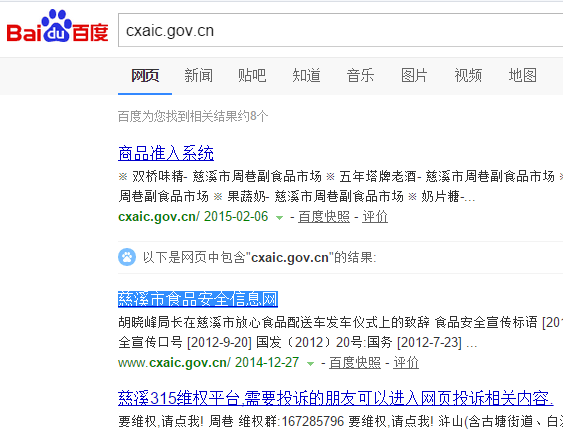 Bai du 百度
cxaic.gov.cn
网页 新闻 贴吧 知道 音乐 图片 视频 地图
百度为您找到相关结果约8个
商品准入系统
※ 双桥味精- 慈溪市周巷副食品市场 ※ 五年塔牌老酒- 慈溪市周巷副食品市场 ※
周巷副食品市场 ※ 果蔬奶- 慈溪市周巷副食品市场 ※ 奶片糖-...
cxaic.gov.cn/ 2015-02-06 - 百度快照 - 评价
以下是网页中包含"cxaic.gov.cn"的结果:
慈溪市食品安全信息网
胡晓峰局长在慈溪市放心食品配送车发车仪式上的致辞 食品安全宣传标语 [201
全宣传口号 [2012-9-20] 国发（2012）20号:国务 [2012-7-23] ...
www.cxaic.gov.cn/ 2014-12-27 - 百度快照 - 评价
慈溪315维权平台,需要投诉的朋友可以进入网页投诉相关内容.
要维权,请点我! 周巷 维权群:167285796 要维权,请点我! 浒山(含古塘街道、白沙